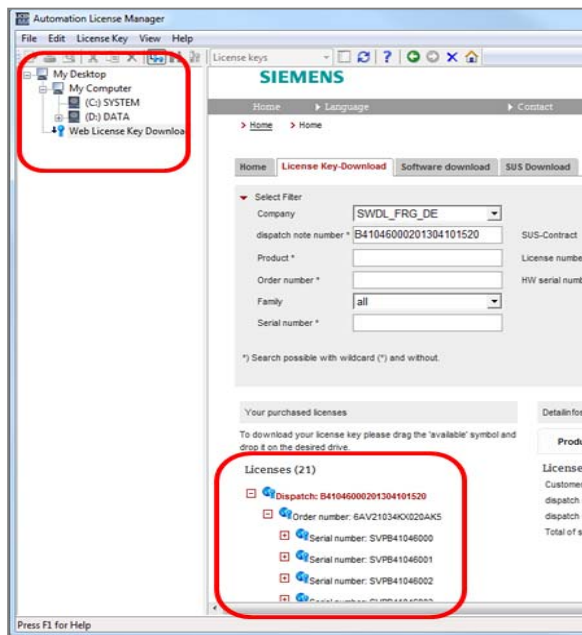 Automation License Manager
File Edit License Key View Help
License keys
My Desktop
My Computer
(C:) SYSTEM
(D:) DATA
Web License Key Downloa
SIEMENS
Home Language Contact
> Home > Home
Home License Key-Download Software download SUS Download
Select Filter
Company SWDL_FRG_DE
dispatch note number * B41046000201304101520 SUS-Contract
Product * License numbe
Order number * HW serial numb
Family all
Serial number *
*) Search possible with wildcard (*) and without.
Your purchased licenses
To download your license key please drag the 'available' symbol and
drop it on the desired drive.
Licenses (21)
Dispatch: B41046000201304101520
Order number: 6AV21034KX020AK5
Serial number: SVPB41046000
Serial number: SVPB41046001
Serial number: SVPB41046002
Detailinfor
Produ
License
Customer
dispatch
dispatch
Total of s
Press F1 for Help